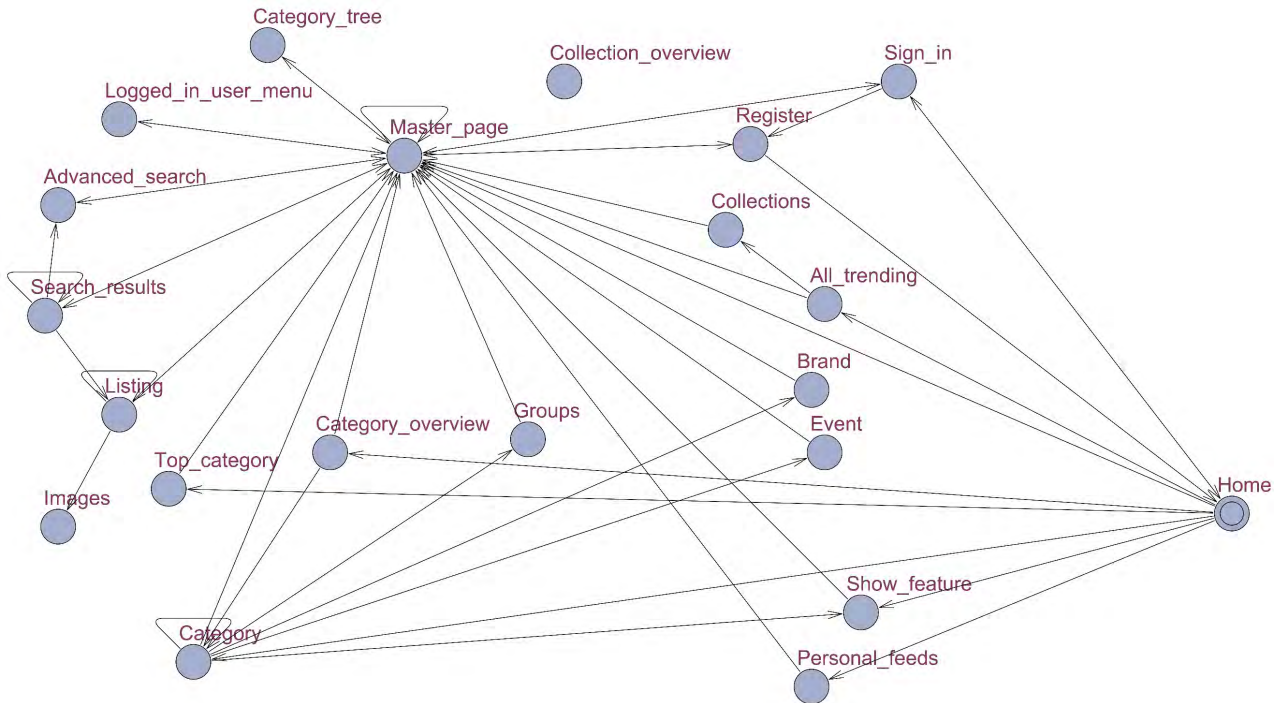 Category_tree
Collection_overview
Sign_in
Logged_in_user_menu
Register
Master_page
Advanced_search
Collections
All_trending
Search_results
Brand
Listing
Groups
Category_overview
Event
Top_category
Home
Images
Show_feature
Category
Personal_feeds